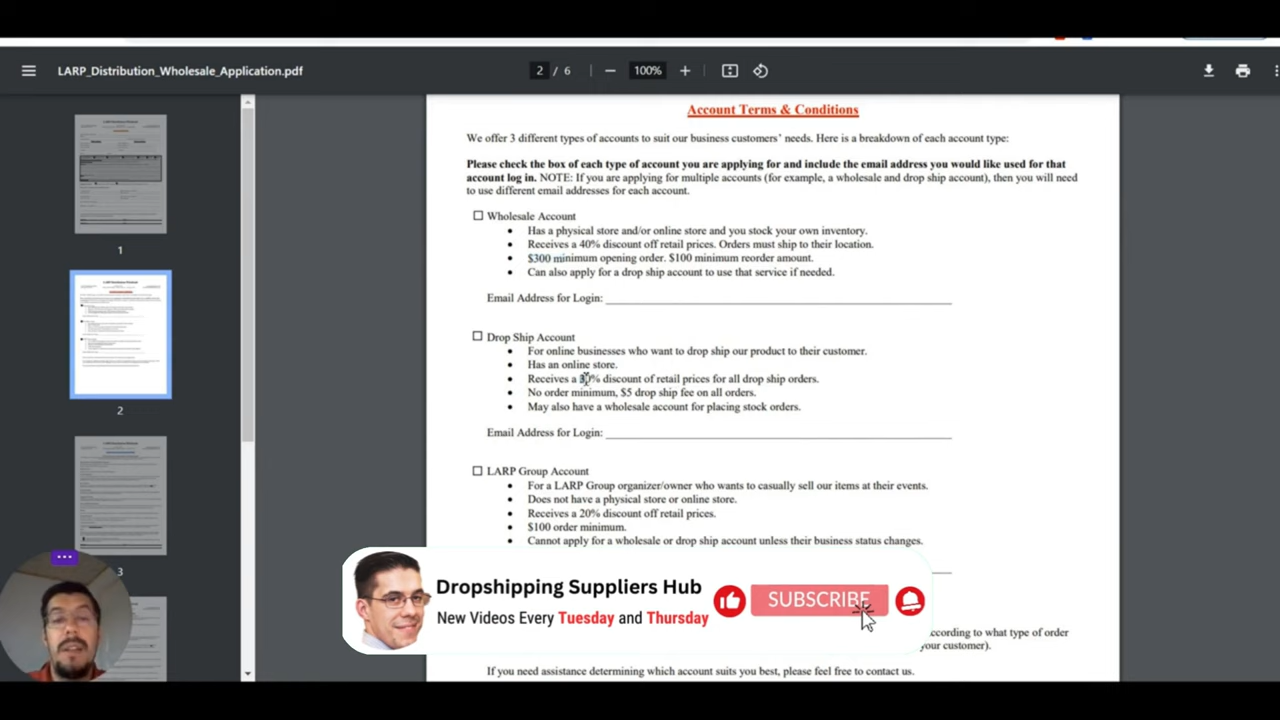 LARP_Distribution_Wholesale_Application.pdf
2 / 6
100%
Account Terms & Conditions
We offer 3 different types of accounts to suit our business customers' needs. Here is a breakdown of each account type:
Please check the box of each type of account you are applying for and include the email address you would like used for that
account log in. NOTE: If you are applying for multiple accounts (for example, a wholesale and drop ship account), then you will need
to use different email addresses for each account.
Wholesale Account
• Has a physical store and/or online store and you stock your own inventory.
• Receives a 40% discount off retail prices. Orders must ship to their location.
• $300 minimum opening order. $100 minimum reorder amount.
• Can also apply for a drop ship account to use that service if needed.
Email Address for Login:
Drop Ship Account
• For online businesses who want to drop ship our product to their customer.
• Has an online store.
• Receives a 30% discount of retail prices for all drop ship orders.
• No order minimum, $5 drop ship fee on all orders.
• May also have a wholesale account for placing stock orders.
Email Address for Login:
LARP Group Account
• For a LARP Group organizer/owner who wants to casually sell our items at their events.
• Does not have a physical store or online store.
• Receives a 20% discount off retail prices.
• $100 order minimum.
• Cannot apply for a wholesale or drop ship account unless their business status changes.
according to what type of order
your customer).
If you need assistance determining which account suits you best, please feel free to contact us.
1
2
3
Dropshipping Suppliers Hub
New Videos Every Tuesday and Thursday
SUBSCRIBE